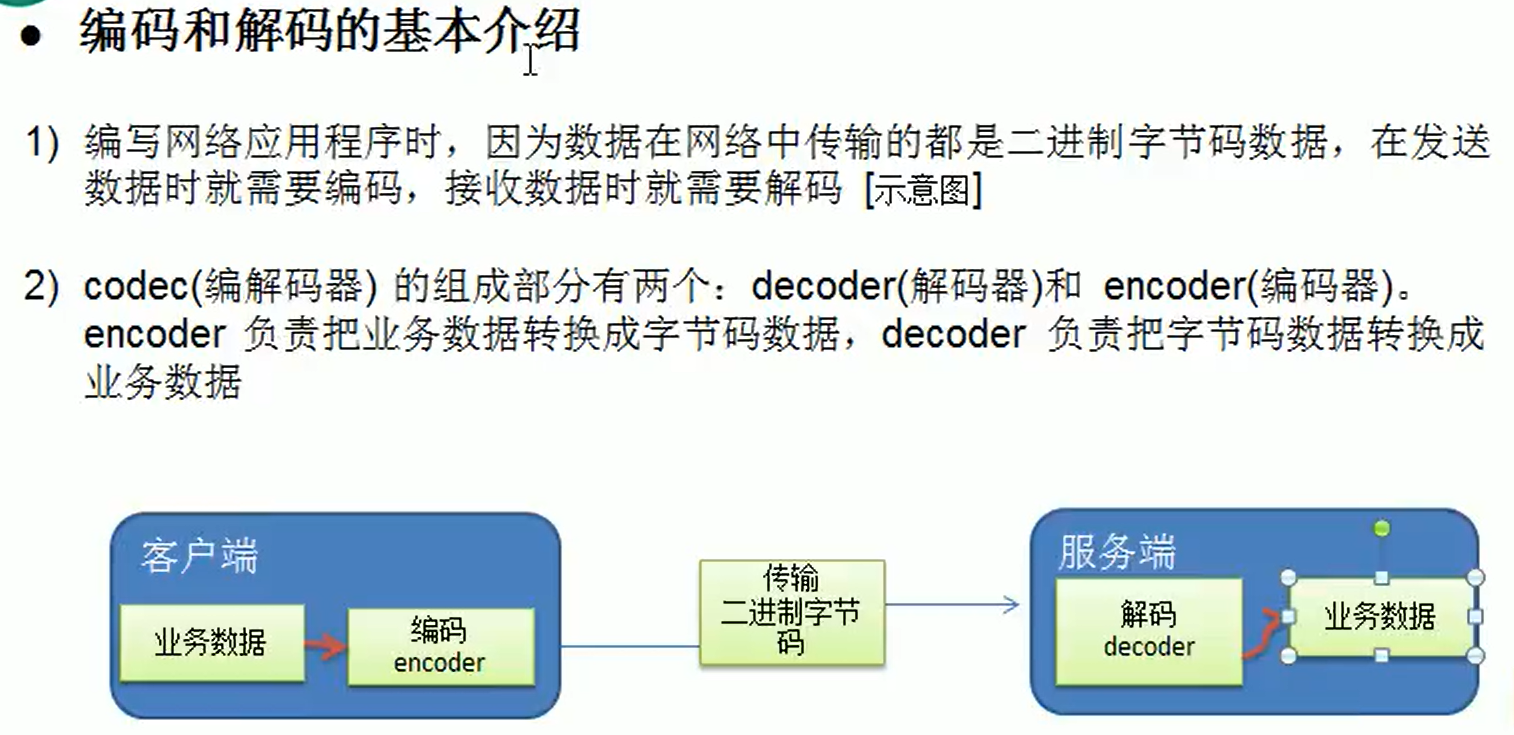 ● 编码和解码的基本介绍
1) 编写网络应用程序时，因为数据在网络中传输的都是二进制字节码数据，在发送
数据时就需要编码，接收数据时就需要解码 [示意图]
2) codec(编解码器) 的组成部分有两个：decoder(解码器)和 encoder(编码器)。
encoder 负责把业务数据转换成字节码数据，decoder 负责把字节码数据转换成
业务数据
客户端
业务数据
编码
encoder
传输
二进制字节
码
服务端
解码
decoder
业务数据